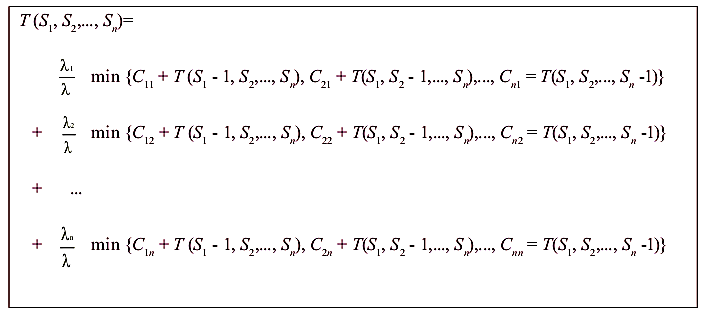 T (S₁, S₂,..., Sₙ)=
λ₁/λ min {C₁₁ + T (S₁ - 1, S₂,..., Sₙ), C₂₁ + T(S₁, S₂ - 1,..., Sₙ),..., Cₙ₁ = T(S₁, S₂,..., Sₙ -1)}
+ λ₂/λ min {C₁₂ + T (S₁ - 1, S₂,..., Sₙ), C₂₂ + T(S₁, S₂ - 1,..., Sₙ),..., Cₙ₂ = T(S₁, S₂,..., Sₙ -1)}
+ ...
+ λₙ/λ min {C₁ₙ + T (S₁ - 1, S₂,..., Sₙ), C₂ₙ + T(S₁, S₂ - 1,..., Sₙ),..., Cₙₙ = T(S₁, S₂,..., Sₙ -1)}